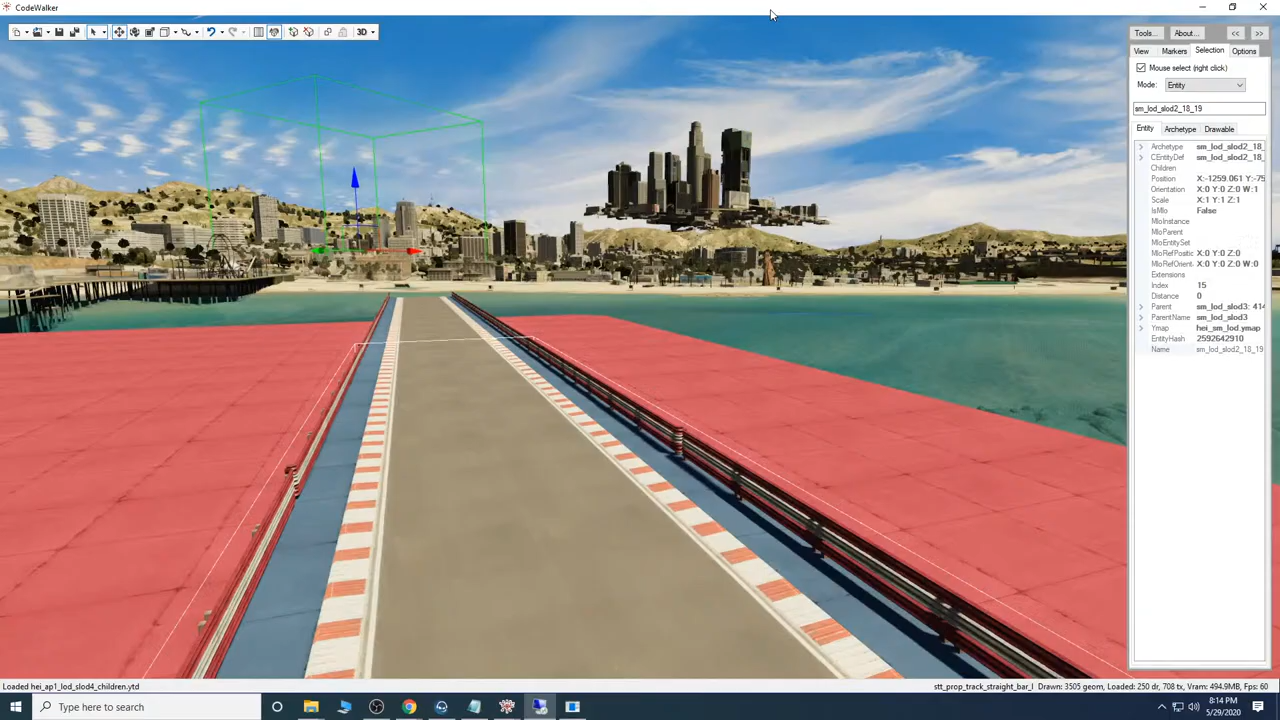 CodeWalker
3D
Tools... About... << >>
View Markers Selection Options
Mouse select (right click)
Mode: Entity
sm_lod_slod2_18_19
Entity Archetype Drawable
Archetype sm_lod_slod2_18_
CEntityDef sm_lod_slod2_18_
Children
Position X:-1259.061 Y:-75
Orientation X:0 Y:0 Z:0 W:1
Scale X:1 Y:1 Z:1
IsMlo False
MloInstance
MloParent
MloEntitySet
MloRefPositic X:0 Y:0 Z:0
MloRefOrient X:0 Y:0 Z:0 W:0
Extensions
Index 15
Distance 0
Parent sm_lod_slod3: 414
ParentName sm_lod_slod3
Ymap hei_sm_lod.ymap
EntityHash 2592642910
Name sm_lod_slod2_18_19
Loaded hei_ap1_lod_slod4_children.ytd
stt_prop_track_straight_bar_l Drawn: 3505 geom, Loaded: 250 dr, 708 tx, Vram: 494.9MB, Fps: 60
Type here to search
8:14 PM
5/29/2020